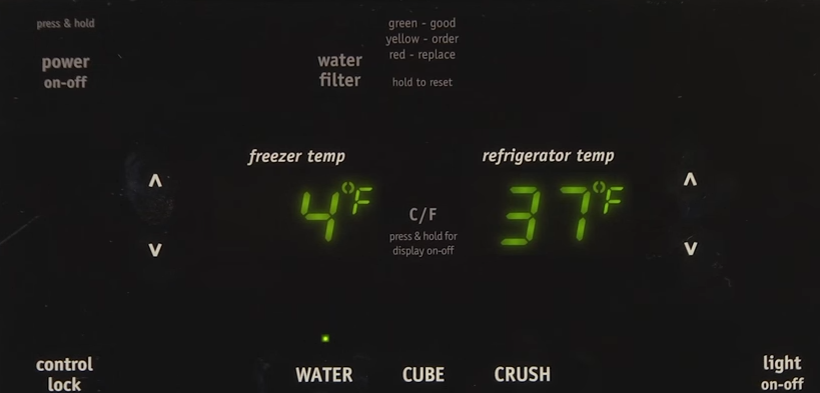 press & hold
power
on-off
water
filter
green - good
yellow - order
red - replace
hold to reset
freezer temp
4°F
C/F
press & hold for
display on-off
refrigerator temp
37°F
control
lock
WATER
CUBE
CRUSH
light
on-off